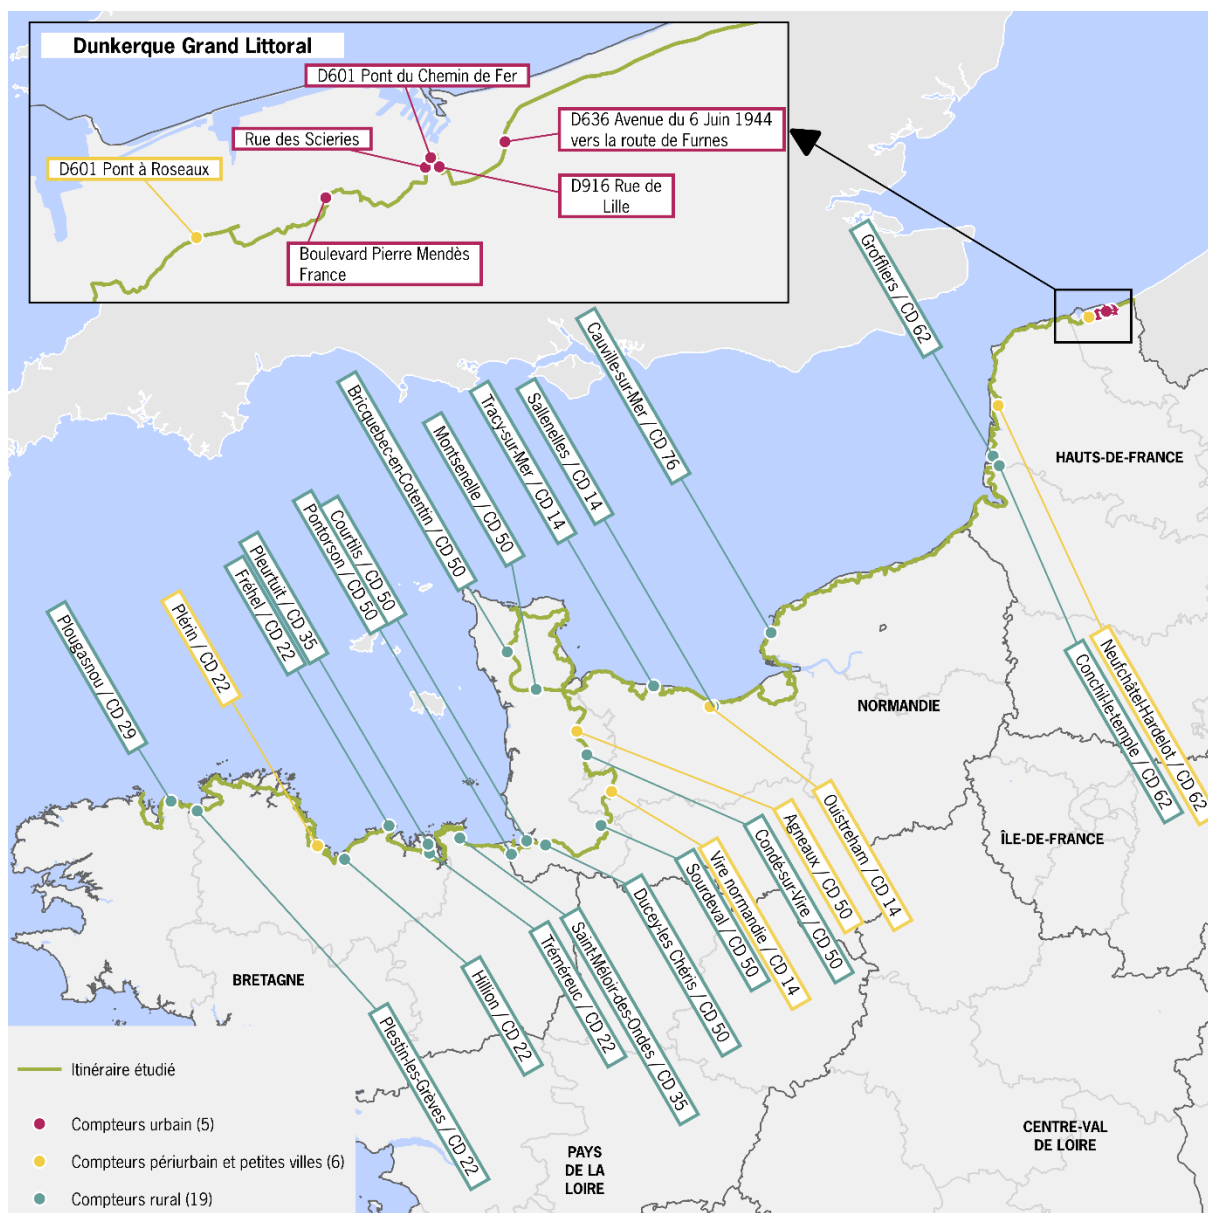 Dunkerque Grand Littoral
D601 Pont du Chemin de Fer
D636 Avenue du 6 Juin 1944
vers la route de Furnes
Rue des Scieries
D601 Pont à Roseaux
D916 Rue de
Lille
Boulevard Pierre Mendès
France
Groffliers / CD 62
Cauville-sur-Mer / CD 76
Sallenelles / CD 14
Tracy-sur-Mer / CD 14
Montsenelle / CD 50
Bricquebec-en-Cotentin / CD 50
Courtils / CD 50
Pontorson / CD 50
Pleurtuit / CD 35
Fréhel / CD 22
Plérin / CD 22
Plougasnou / CD 29
HAUTS-DE-FRANCE
NORMANDIE
Neufchâtel-Hardelot / CD 62
Conchil-le-temple / CD 62
ÎLE-DE-FRANCE
Ouistreham / CD 14
Agneaux / CD 50
Condé-sur-Vire / CD 50
Vire normandie / CD 14
Sourdeval / CD 50
Ducey-les Chéris / CD 50
Saint-Méloir-des-Ondes / CD 35
Tréméreuc / CD 22
Hillion / CD 22
Plestin-les-Grèves / CD 22
BRETAGNE
PAYS
DE LA
LOIRE
CENTRE-VAL
DE LOIRE
Itinéraire étudié
Compteurs urbain (5)
Compteurs périurbain et petites villes (6)
Compteurs rural (19)